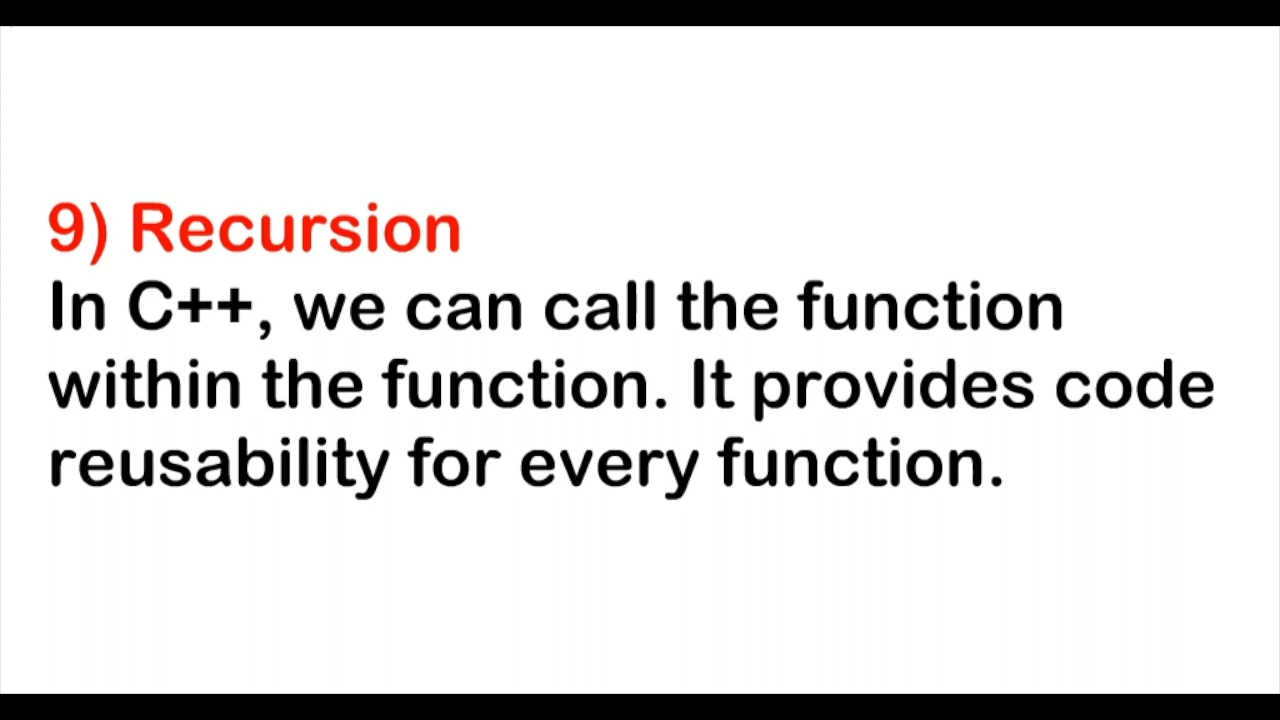 9) Recursion
In C++, we can call the function
within the function. It provides code
reusability for every function.